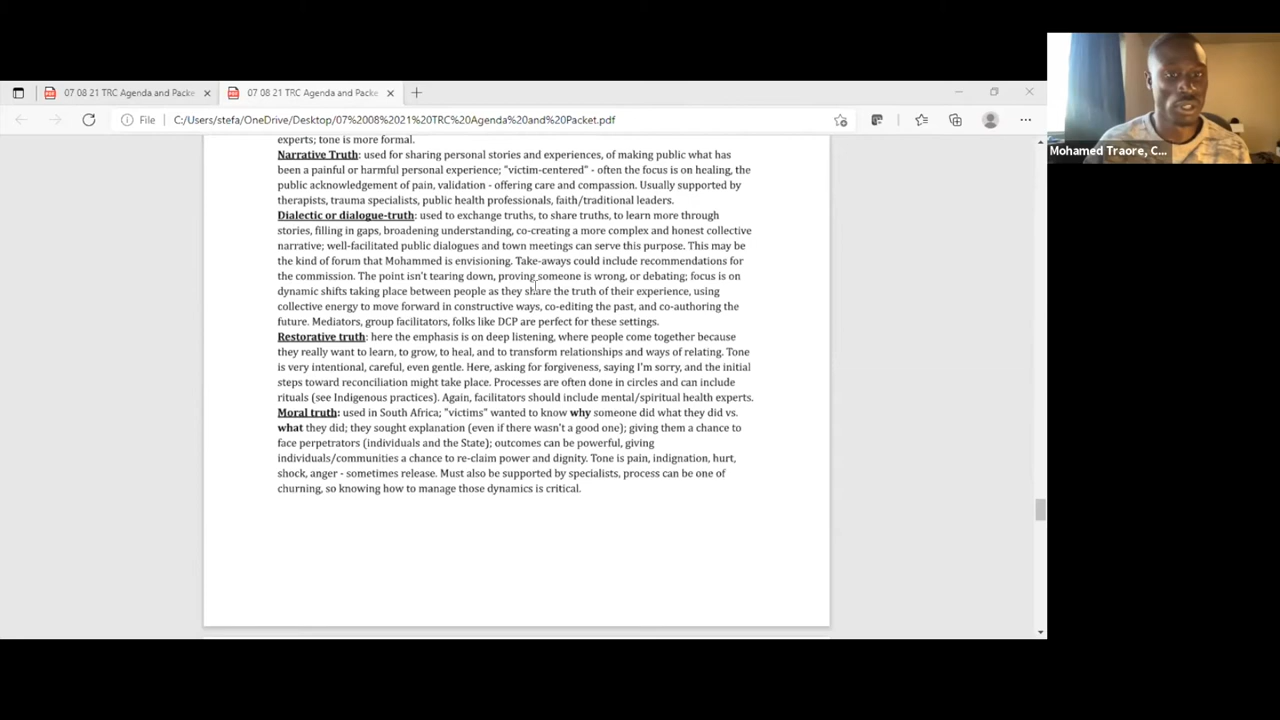 07 08 21 TRC Agenda and Packe
07 08 21 TRC Agenda and Packet.
File
C:/Users/stefa/OneDrive/Desktop/07%2008%2021%20TRC%20Agenda%20and%20Packet.pdf
experts; tone is more formal.
Narrative Truth: used for sharing personal stories and experiences, of making public what has
been a painful or harmful personal experience; "victim-centered" - often the focus is on healing, the
public acknowledgement of pain, validation - offering care and compassion. Usually supported by
therapists, trauma specialists, public health professionals, faith/traditional leaders.
Dialectic or dialogue-truth: used to exchange truths, to share truths, to learn more through
stories, filling in gaps, broadening understanding, co-creating a more complex and honest collective
narrative; well-facilitated public dialogues and town meetings can serve this purpose. This may be
the kind of forum that Mohammed is envisioning. Take-aways could include recommendations for
the commission. The point isn't tearing down, proving someone is wrong, or debating; focus is on
dynamic shifts taking place between people as they share the truth of their experience, using
collective energy to move forward in constructive ways, co-editing the past, and co-authoring the
future. Mediators, group facilitators, folks like DCP are perfect for these settings.
Restorative truth: here the emphasis is on deep listening, where people come together because
they really want to learn, to grow, to heal, and to transform relationships and ways of relating. Tone
is very intentional, careful, even gentle. Here, asking for forgiveness, saying I'm sorry, and the initial
steps toward reconciliation might take place. Processes are often done in circles and can include
rituals (see Indigenous practices). Again, facilitators should include mental/spiritual health experts.
Moral truth: used in South Africa; "victims" wanted to know why someone did what they did vs.
what they did; they sought explanation (even if there wasn't a good one); giving them a chance to
face perpetrators (individuals and the State); outcomes can be powerful, giving
individuals/communities a chance to re-claim power and dignity. Tone is pain, indignation, hurt,
shock, anger - sometimes release. Must also be supported by specialists, process can be one of
churning, so knowing how to manage those dynamics is critical.
Mohamed Traore, C...